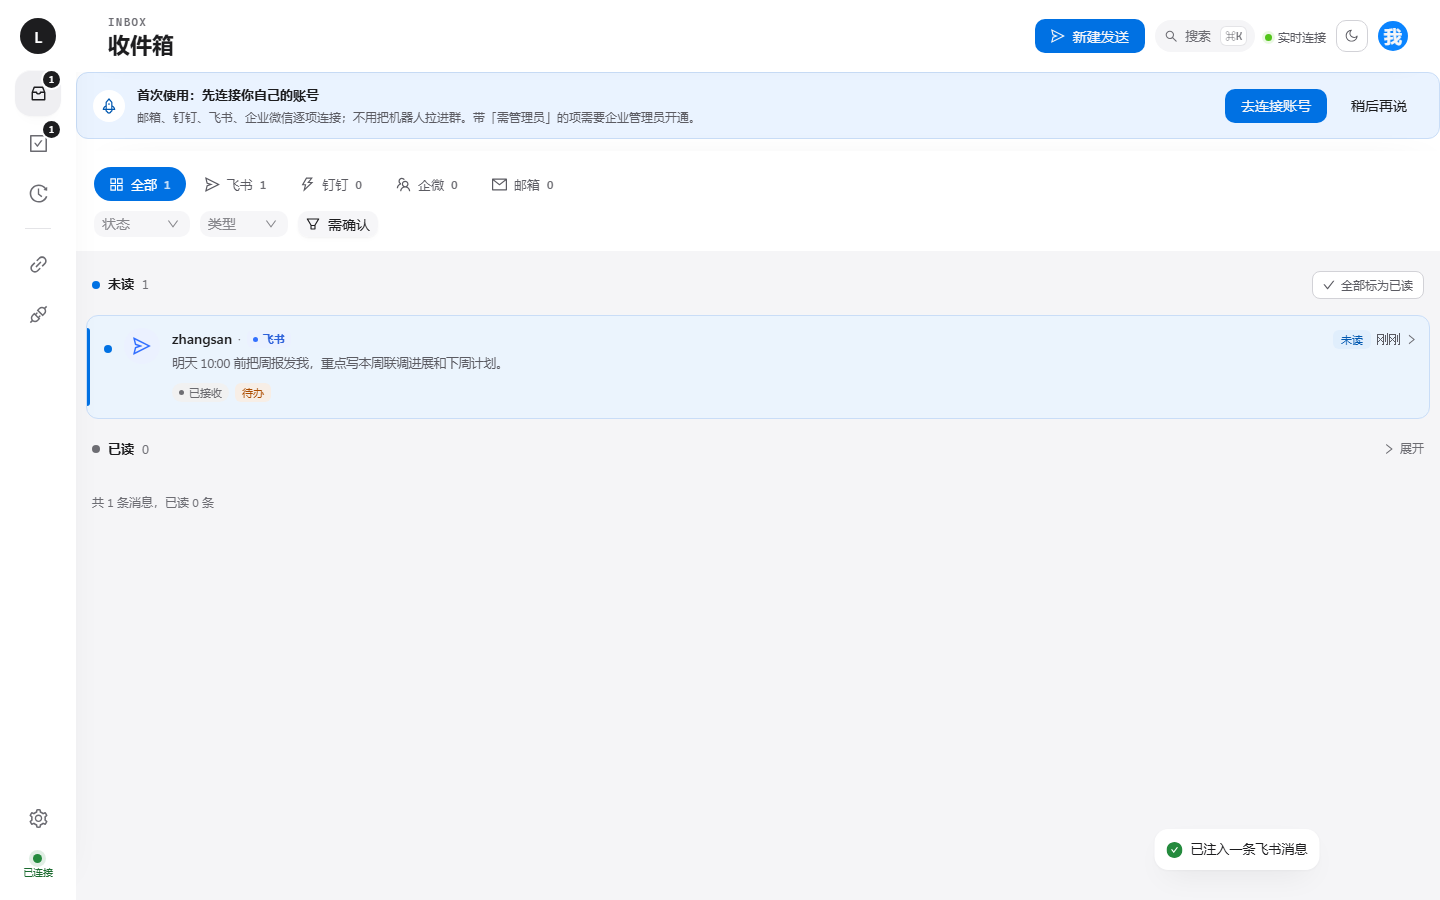 L
INBOX
收件箱
新建发送
搜索 ⌘K
实时连接
我
1
1
首次使用：先连接你自己的账号
邮箱、钉钉、飞书、企业微信逐项连接；不用把机器人拉进群。带「需管理员」的项需要企业管理员开通。
去连接账号
稍后再说
全部 1
飞书 1
钉钉 0
企微 0
邮箱 0
状态
类型
需确认
未读 1
全部标为已读
zhangsan · 飞书
未读 刚刚
明天 10:00 前把周报发我，重点写本周联调进展和下周计划。
已接收 待办
已读 0
展开
共 1 条消息，已读 0 条
已注入一条飞书消息
已连接